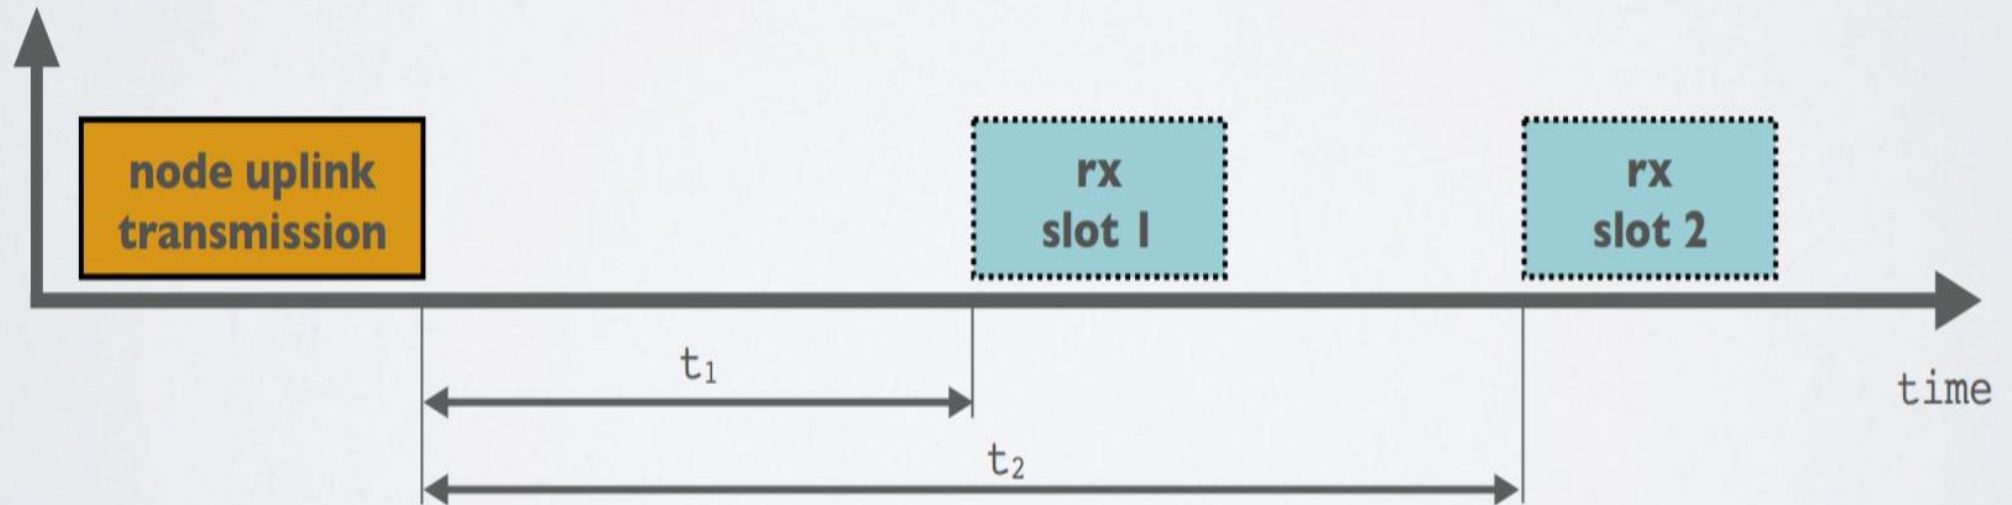 node uplink
transmission
rx
slot 1
rx
slot 2
t₁
time
t₂